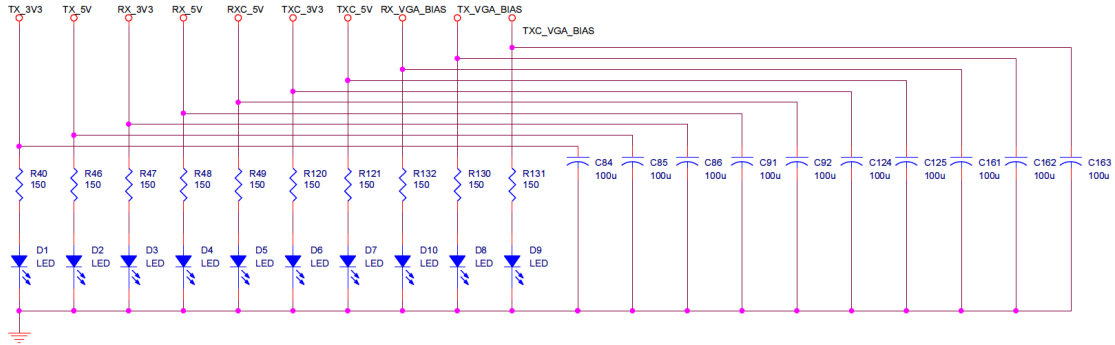 TX_3V3 TX_5V RX_3V3 RX_5V RXC_5V TXC_3V3 TXC_5V RX_VGA_BIAS TX_VGA_BIAS
TXC_VGA_BIAS
R40 R46 R47 R48 R49 R120 R121 R132 R130 R131 C84 C85 C86 C91 C92 C124 C125 C161 C162 C163
150 150 150 150 150 150 150 150 150 150 100u 100u 100u 100u 100u 100u 100u 100u 100u 100u
D1 D2 D3 D4 D5 D6 D7 D10 D8 D9
LED LED LED LED LED LED LED LED LED LED